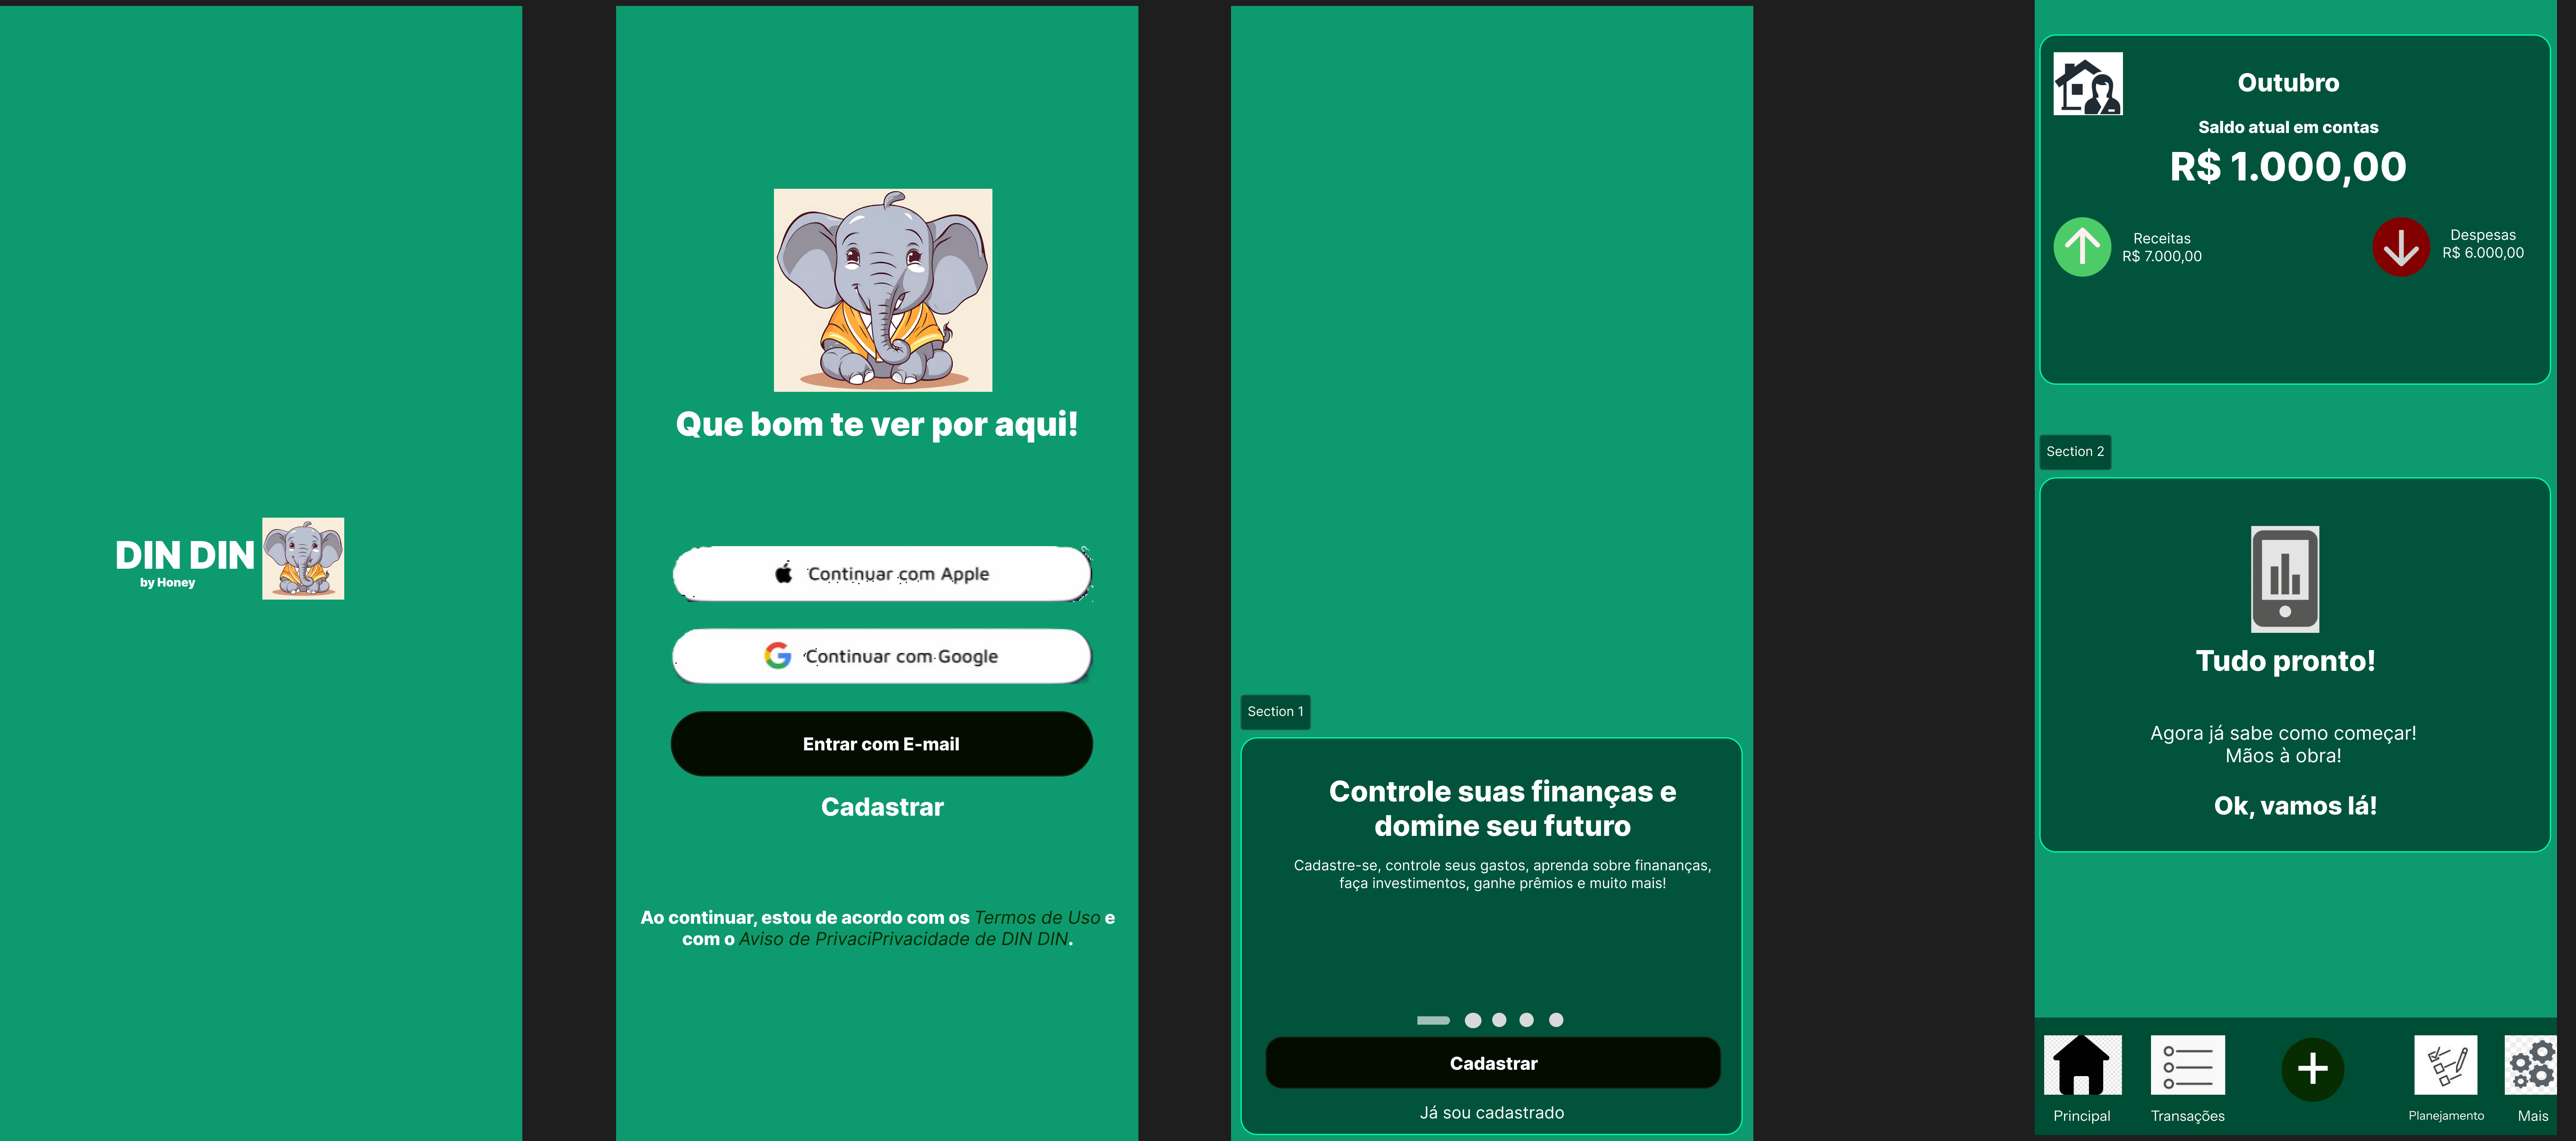 DIN DIN
by Honey
Que bom te ver por aqui!
Continuar com Apple
Continuar com Google
Entrar com E-mail
Cadastrar
Ao continuar, estou de acordo com os Termos de Uso e
com o Aviso de PrivaciPrivacidade de DIN DIN.
Section 1
Controle suas finanças e
domine seu futuro
Cadastre-se, controle seus gastos, aprenda sobre finananças,
faça investimentos, ganhe prêmios e muito mais!
Cadastrar
Já sou cadastrado
Outubro
Saldo atual em contas
R$ 1.000,00
Receitas
R$ 7.000,00
Despesas
R$ 6.000,00
Section 2
Tudo pronto!
Agora já sabe como começar!
Mãos à obra!
Ok, vamos lá!
Principal
Transações
Planejamento
Mais